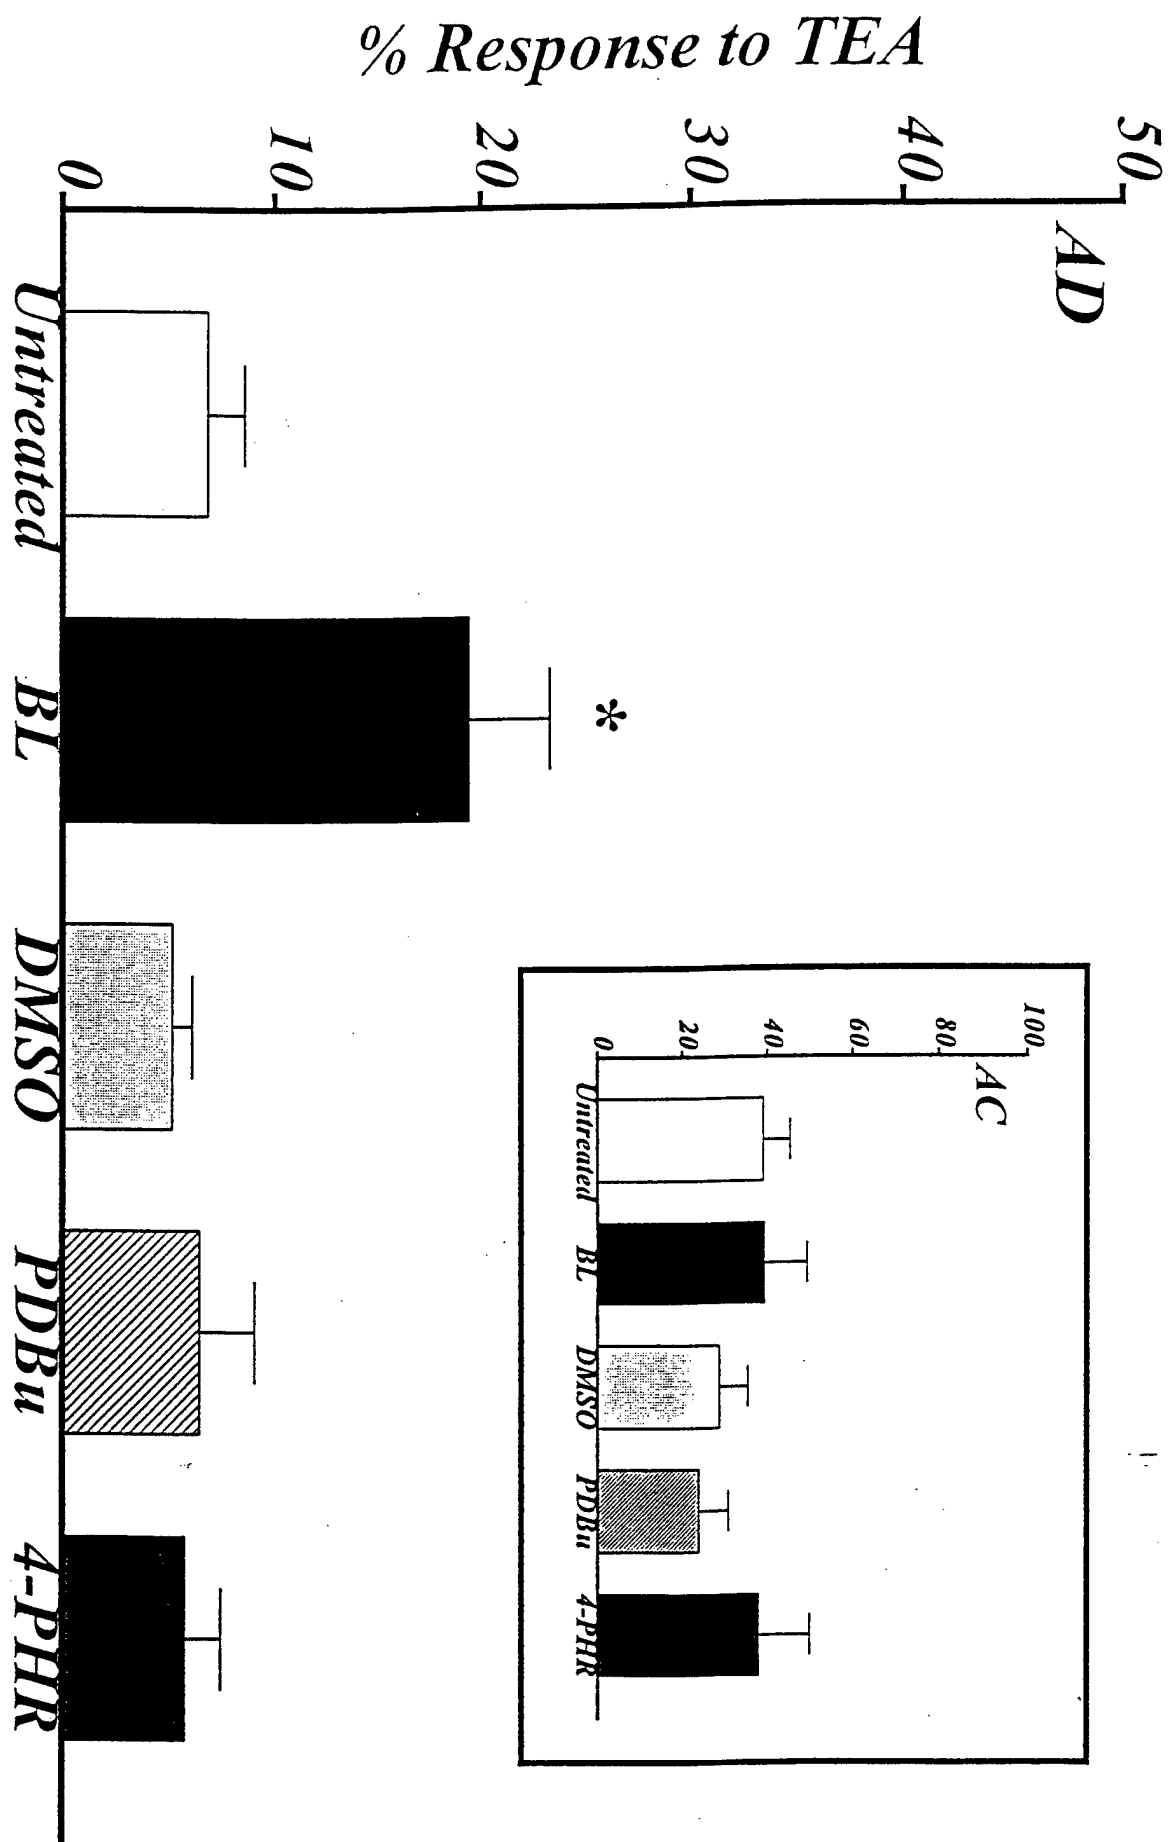 % Response to TEA
50
40
30
20
10
0
AD
*
Untreated
BL
DMSO
PDBu
4-PHR
AC
100
80
60
40
20
0
Untreated
BL
DMSO
PDBu
4-PHR